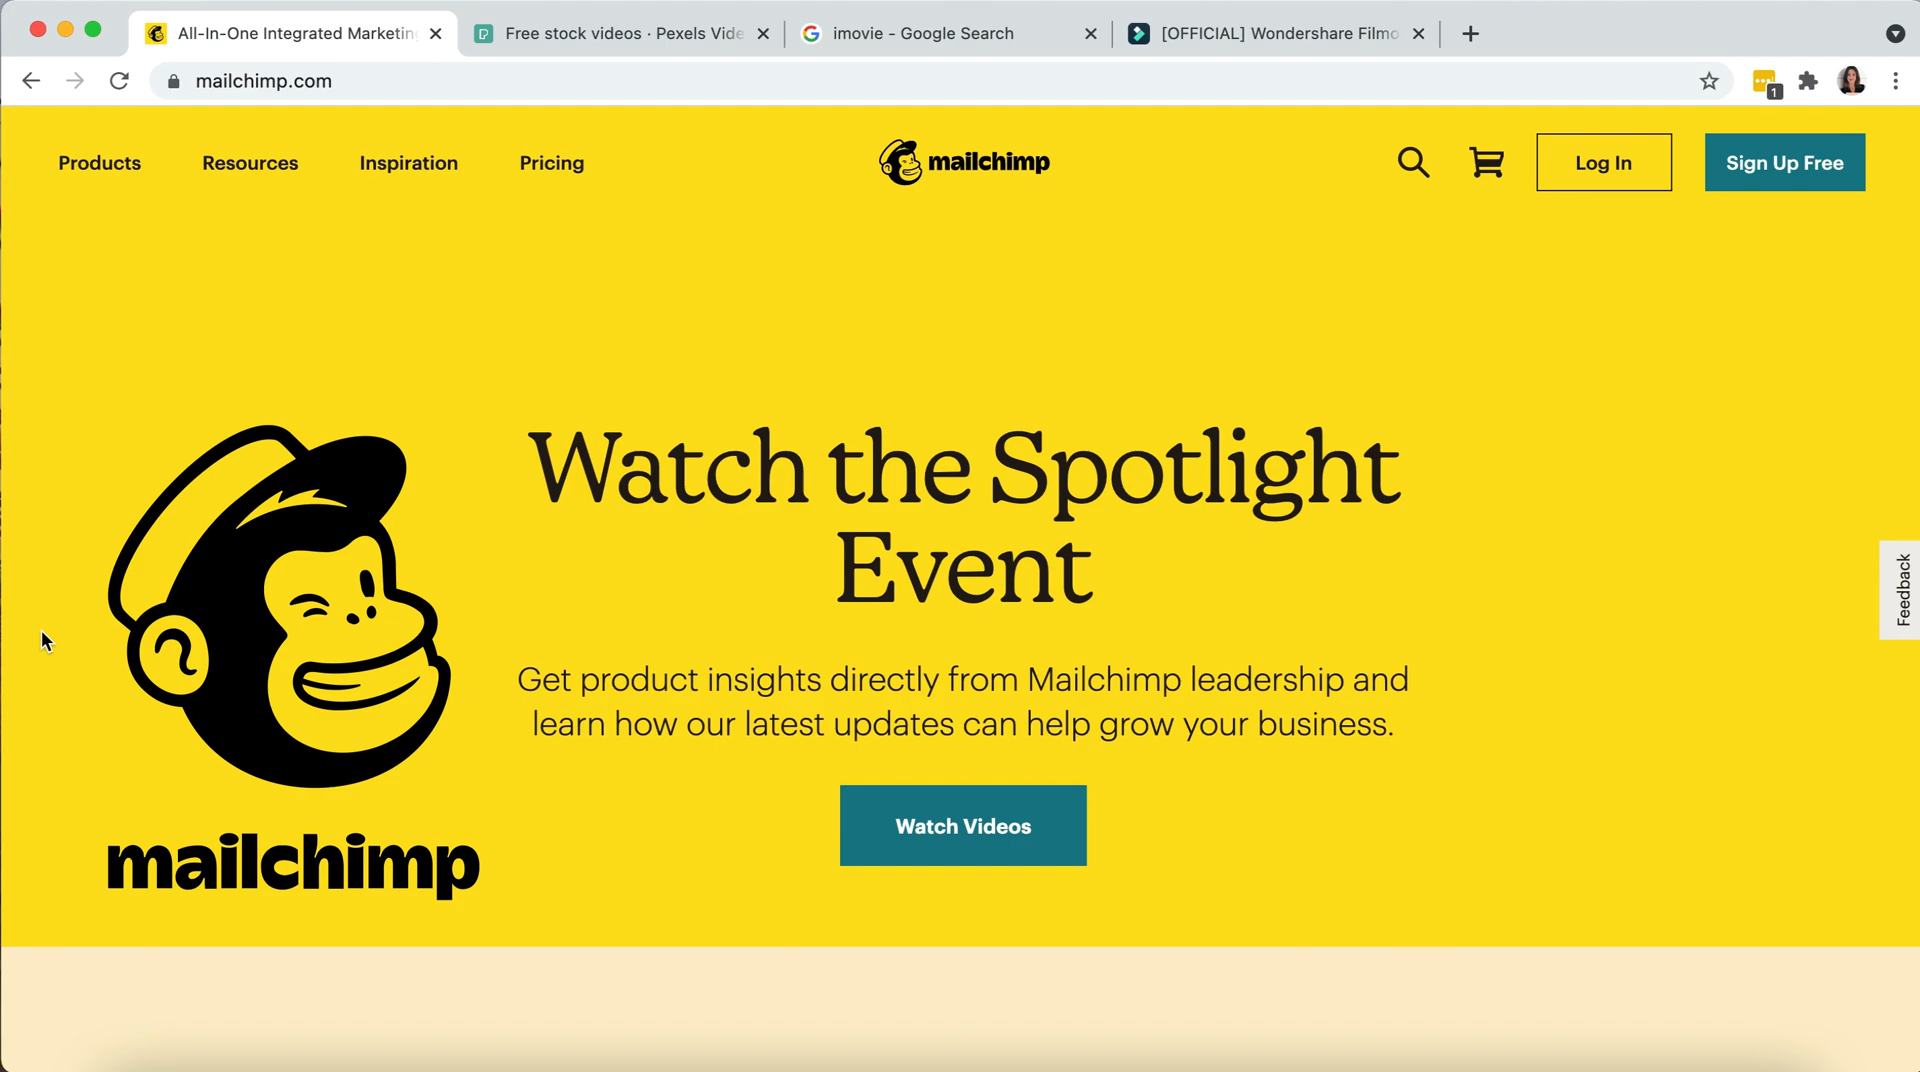 All-In-One Integrated Marketing
Free stock videos · Pexels Vide
imovie - Google Search
[OFFICIAL] Wondershare Filmo
mailchimp.com
1
Products
Resources
Inspiration
Pricing
mailchimp
Log In
Sign Up Free
Watch the Spotlight
Event
Get product insights directly from Mailchimp leadership and
learn how our latest updates can help grow your business.
Watch Videos
mailchimp
Feedback